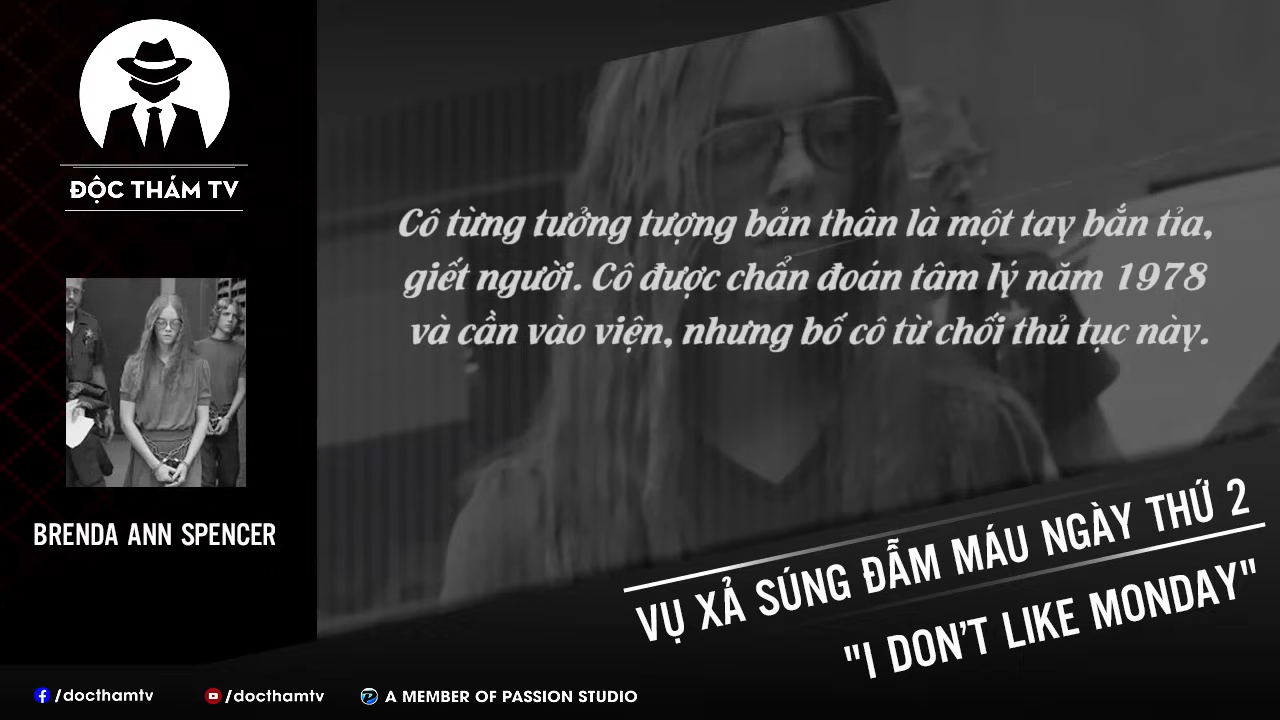 ĐỘC THÁM TV
BRENDA ANN SPENCER
Cô từng tưởng tượng bản thân là một tay bắn tỉa,
giết người. Cô được chẩn đoán tâm lý năm 1978
và cần vào viện, nhưng bố cô từ chối thủ tục này.
VỤ XẢ SÚNG ĐẪM MÁU NGÀY THỨ 2
"I DON'T LIKE MONDAY"
/docthamtv
/docthamtv
A MEMBER OF PASSION STUDIO